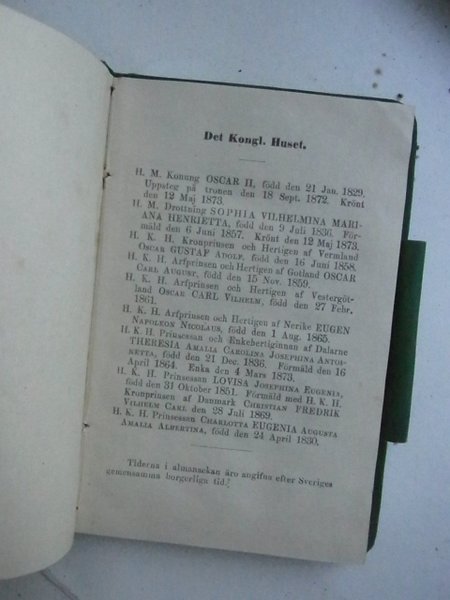 Det Kongl. Huset.
H. M. Konung OSCAR II, född den 21 Jan. 1829.
Uppsteg på tronen den 18 Sept. 1872. Krönt
den 12 Maj 1873.
H. M. Drottning SOPHIA VILHELMINA MARI-
ANA HENRIETTA, född den 9 Juli 1836. För-
mäld den 6 Juni 1857. Krönt den 12 Maj 1873.
H. K. H. Kronprinsen och Hertigen af Vermland
OSCAR GUSTAF ADOLF, född den 16 Juni 1858.
H. K. H. Arfprinsen och Hertigen af Gotland OSCAR
CARL AUGUST, född den 15 Nov. 1859.
H. K. H. Arfprinsen och Hertigen af Vestergöt-
land OSCAR CARL VILHELM, född den 27 Febr.
1861.
H. K. H. Arfprinsen och Hertigen af Nerike EUGEN
NAPOLEON NICOLAUS, född den 1 Aug. 1865.
H. K. H. Prinsessan och Enkehertiginnan af Dalarne
THERESIA AMALIA CAROLINA JOSEPHINA ANTOI-
NETTA, född den 21 Dec. 1836. Förmäld den 16
April 1864. Enka den 4 Mars 1873.
H. K. H. Prinsessan LOVISA JOSEPHINA EUGENIA,
född den 31 Oktober 1851. Förmäld med H. K. H.
Kronprinsen af Danmark CHRISTIAN FREDRIK
VILHELM CARL den 28 Juli 1869.
H. K. H. Prinsessan CHARLOTTA EUGENIA AUGUSTA
AMALIA ALBERTINA, född den 24 April 1830.
Tiderna i almanackan äro angifna efter Sveriges
gemensamma borgerliga tid.